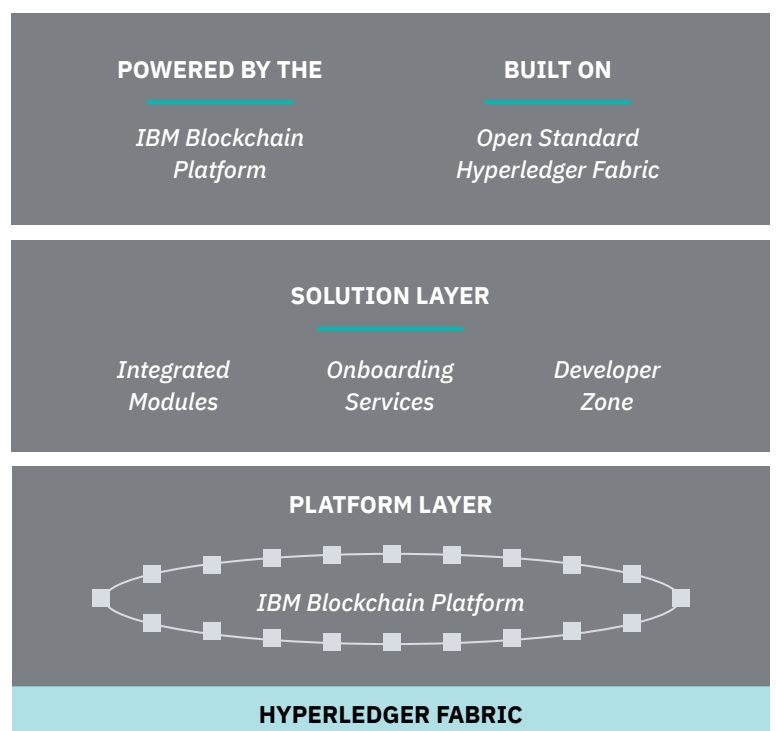 POWERED BY THE
IBM Blockchain
Platform
BUILT ON
Open Standard
Hyperledger Fabric
SOLUTION LAYER
Integrated
Modules
Onboarding
Services
Developer
Zone
PLATFORM LAYER
IBM Blockchain Platform
HYPERLEDGER FABRIC